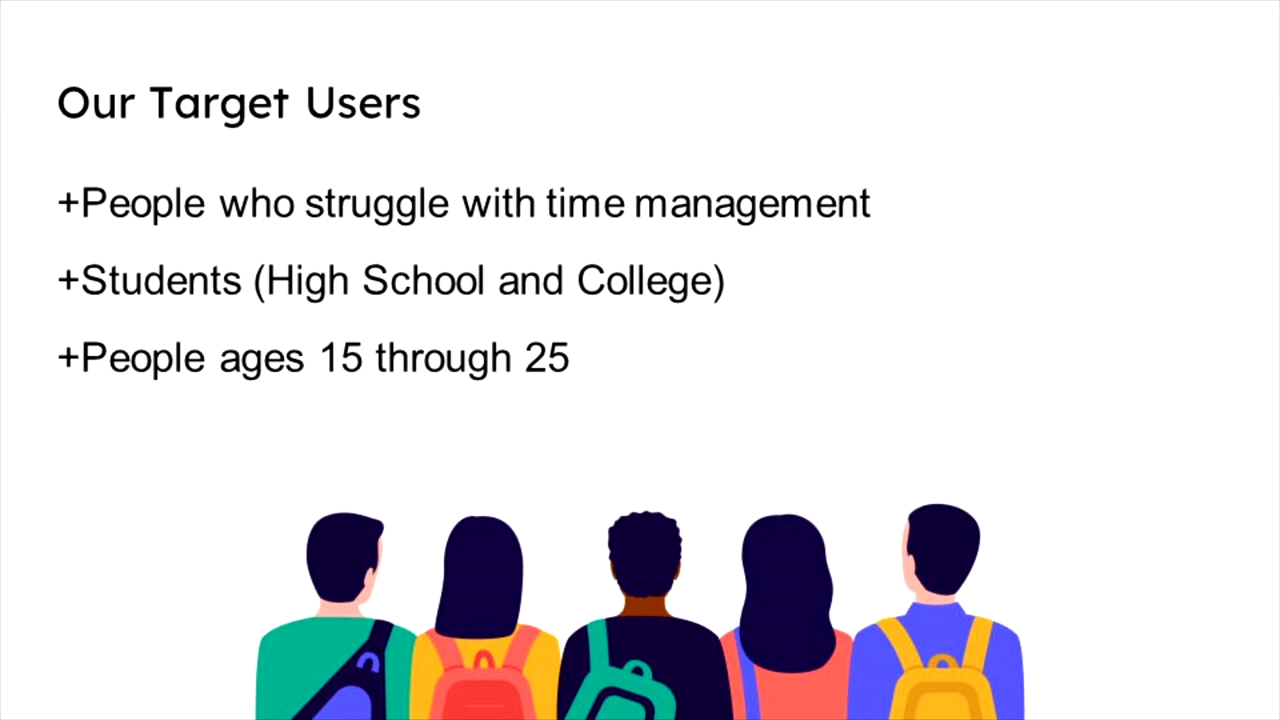 Our Target Users
+People who struggle with time management
+Students (High School and College)
+People ages 15 through 25